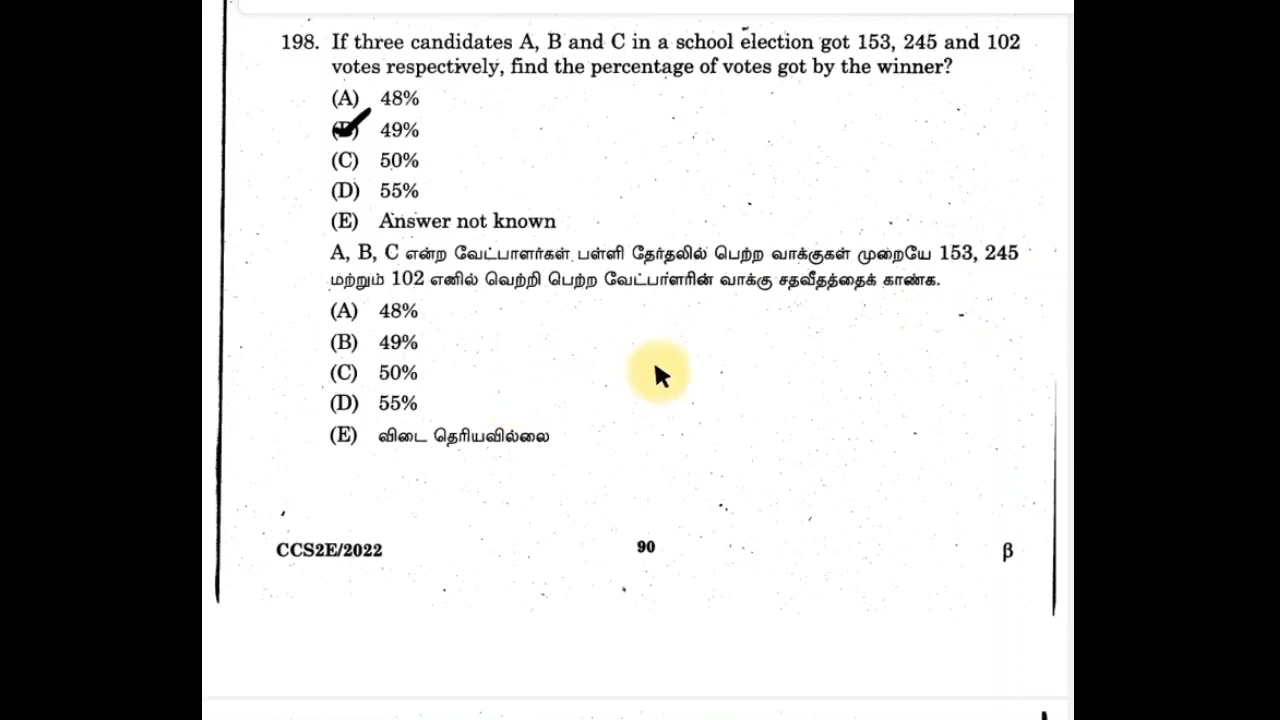 198. If three candidates A, B and C in a school election got 153, 245 and 102
votes respectively, find the percentage of votes got by the winner?
(A) 48%
(B) 49%
(C) 50%
(D) 55%
(E) Answer not known
A, B, C என்ற வேட்பாளர்கள் பள்ளி தேர்தலில் பெற்ற வாக்குகள் முறையே 153, 245
மற்றும் 102 எனில் வெற்றி பெற்ற வேட்பாளரின் வாக்கு சதவீதத்தைக் காண்க.
(A) 48%
(B) 49%
(C) 50%
(D) 55%
(E) விடை தெரியவில்லை
CCS2E/2022 90 β